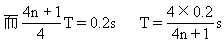 而 (4n+1)/4 T=0.2s T= (4×0.2)/(4n+1) s